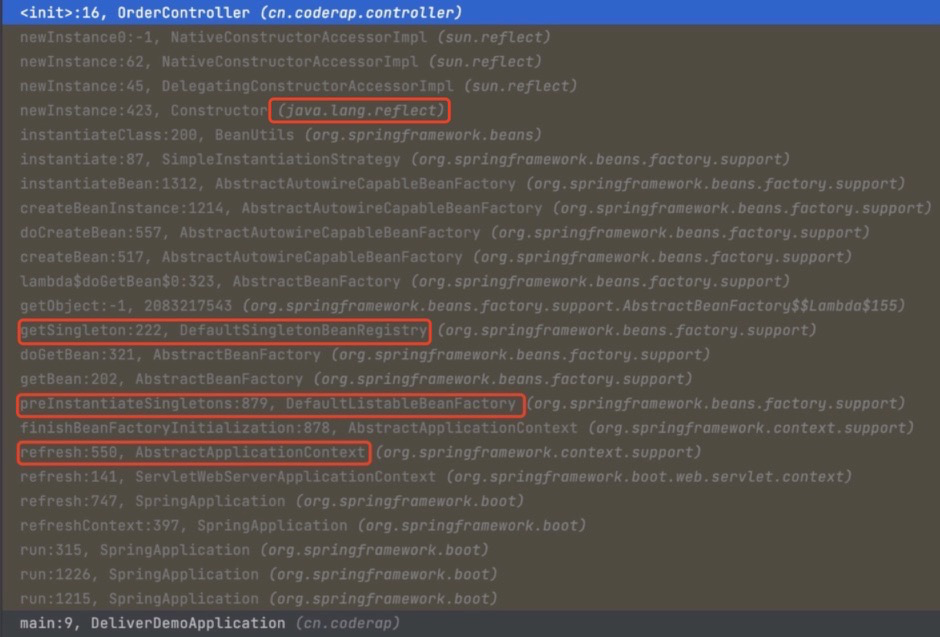 <init>:16, OrderController (cn.coderap.controller)
newInstance0:-1, NativeConstructorAccessorImpl (sun.reflect)
newInstance:62, NativeConstructorAccessorImpl (sun.reflect)
newInstance:45, DelegatingConstructorAccessorImpl (sun.reflect)
newInstance:423, Constructor (java.lang.reflect)
instantiateClass:200, BeanUtils (org.springframework.beans)
instantiate:87, SimpleInstantiationStrategy (org.springframework.beans.factory.support)
instantiateBean:1312, AbstractAutowireCapableBeanFactory (org.springframework.beans.factory.support)
createBeanInstance:1214, AbstractAutowireCapableBeanFactory (org.springframework.beans.factory.support)
doCreateBean:557, AbstractAutowireCapableBeanFactory (org.springframework.beans.factory.support)
createBean:517, AbstractAutowireCapableBeanFactory (org.springframework.beans.factory.support)
lambda$doGetBean$0:323, AbstractBeanFactory (org.springframework.beans.factory.support)
getObject:-1, 2083217543 (org.springframework.beans.factory.support.AbstractBeanFactory$$Lambda$155)
getSingleton:222, DefaultSingletonBeanRegistry (org.springframework.beans.factory.support)
doGetBean:321, AbstractBeanFactory (org.springframework.beans.factory.support)
getBean:202, AbstractBeanFactory (org.springframework.beans.factory.support)
preInstantiateSingletons:879, DefaultListableBeanFactory (org.springframework.beans.factory.support)
finishBeanFactoryInitialization:878, AbstractApplicationContext (org.springframework.context.support)
refresh:550, AbstractApplicationContext (org.springframework.context.support)
refresh:141, ServletWebServerApplicationContext (org.springframework.boot.web.servlet.context)
refresh:747, SpringApplication (org.springframework.boot)
refreshContext:397, SpringApplication (org.springframework.boot)
run:315, SpringApplication (org.springframework.boot)
run:1226, SpringApplication (org.springframework.boot)
run:1215, SpringApplication (org.springframework.boot)
main:9, DeliverDemoApplication (cn.coderap)